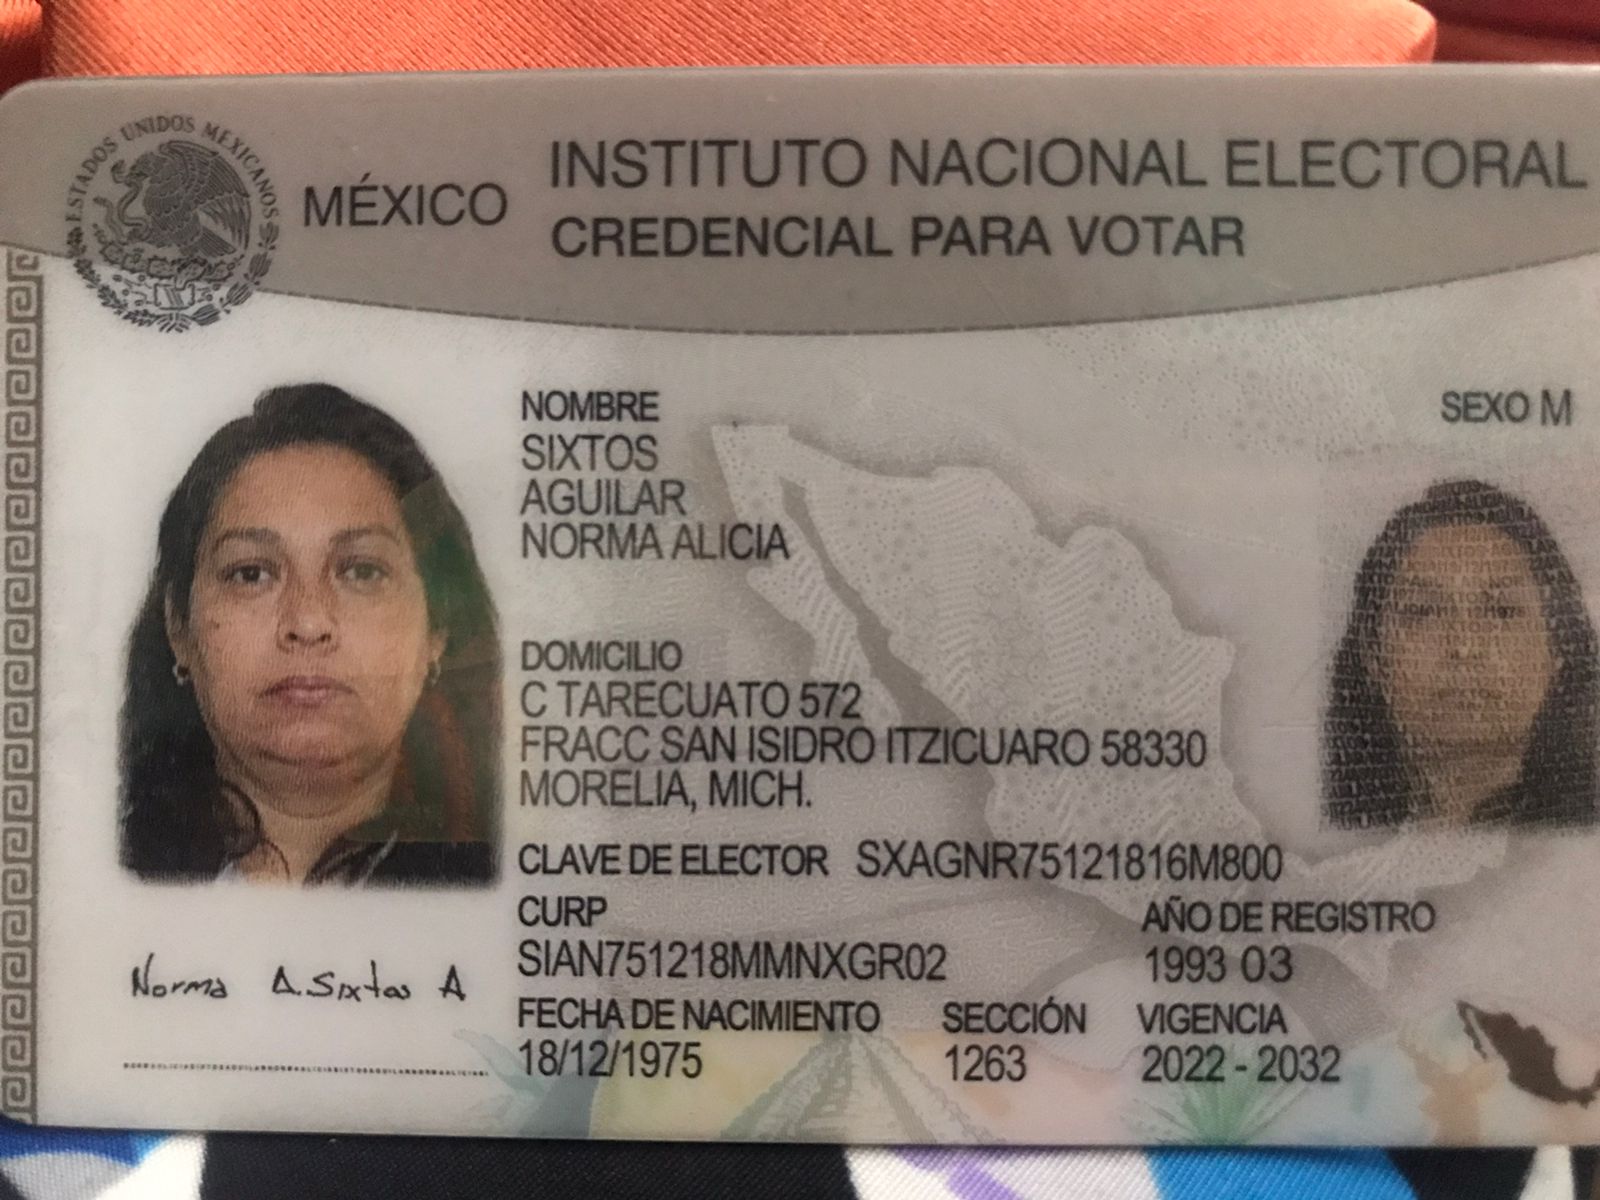 ESTADOS UNIDOS MEXICANOS
MÉXICO
INSTITUTO NACIONAL ELECTORAL
CREDENCIAL PARA VOTAR
NOMBRE
SIXTOS
AGUILAR
NORMA ALICIA
SEXO M
DOMICILIO
C TARECUATO 572
FRACC SAN ISIDRO ITZICUARO 58330
MORELIA, MICH.
CLAVE DE ELECTOR SXAGNR75121816M800
CURP
SIAN751218MMNXGR02
AÑO DE REGISTRO
1993 03
FECHA DE NACIMIENTO
18/12/1975
SECCIÓN
1263
VIGENCIA
2022 - 2032
Norma A. Sixtos A